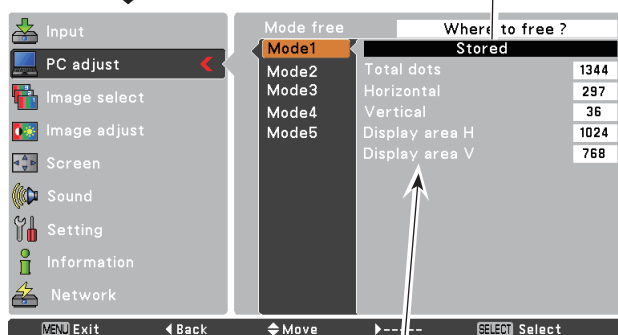 Input
PC adjust
Image select
Image adjust
Screen
Sound
Setting
Information
Network
Mode free
Where to free ?
Mode1
Mode2
Mode3
Mode4
Mode5
Stored
Total dots 1344
Horizontal 297
Vertical 36
Display area H 1024
Display area V 768
MENU Exit
Back
Move
-----
SELECT Select